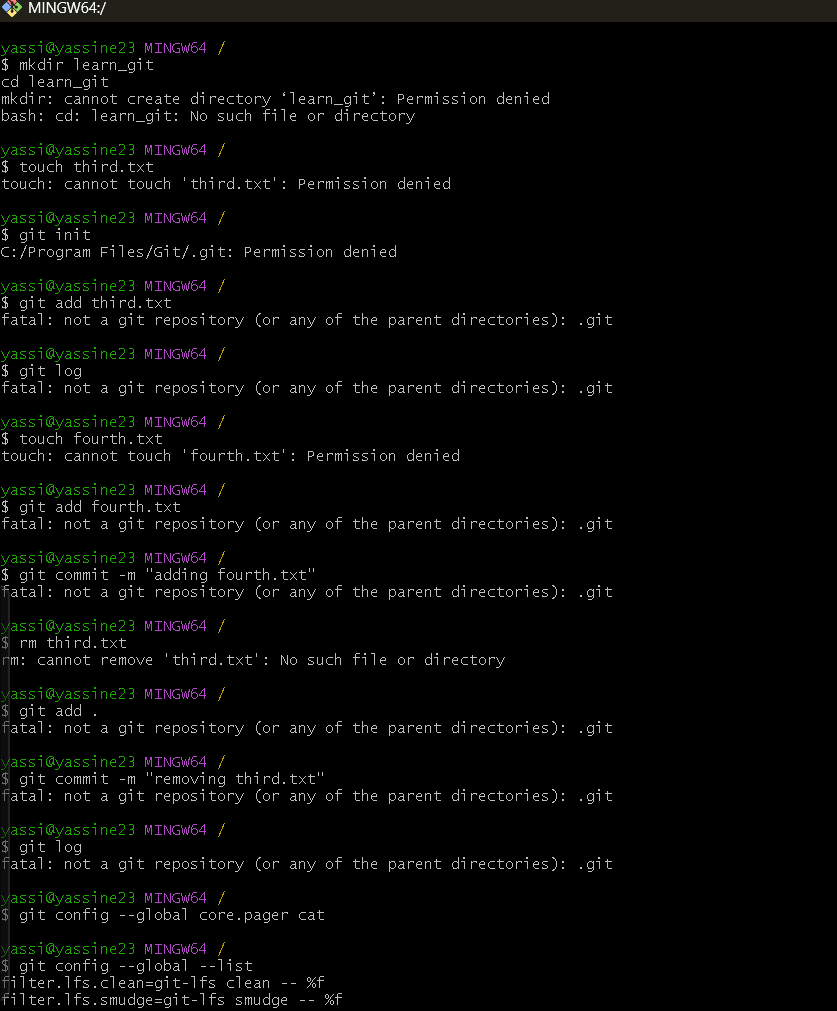 MINGW64:/
yassi@yassine23 MINGW64 /
$ mkdir learn_git
cd learn_git
mkdir: cannot create directory ‘learn_git’: Permission denied
bash: cd: learn_git: No such file or directory
yassi@yassine23 MINGW64 /
$ touch third.txt
touch: cannot touch 'third.txt': Permission denied
yassi@yassine23 MINGW64 /
$ git init
C:/Program Files/Git/.git: Permission denied
yassi@yassine23 MINGW64 /
$ git add third.txt
fatal: not a git repository (or any of the parent directories): .git
yassi@yassine23 MINGW64 /
$ git log
fatal: not a git repository (or any of the parent directories): .git
yassi@yassine23 MINGW64 /
$ touch fourth.txt
touch: cannot touch 'fourth.txt': Permission denied
yassi@yassine23 MINGW64 /
$ git add fourth.txt
fatal: not a git repository (or any of the parent directories): .git
yassi@yassine23 MINGW64 /
$ git commit -m "adding fourth.txt"
fatal: not a git repository (or any of the parent directories): .git
yassi@yassine23 MINGW64 /
$ rm third.txt
rm: cannot remove 'third.txt': No such file or directory
yassi@yassine23 MINGW64 /
$ git add .
fatal: not a git repository (or any of the parent directories): .git
yassi@yassine23 MINGW64 /
$ git commit -m "removing third.txt"
fatal: not a git repository (or any of the parent directories): .git
yassi@yassine23 MINGW64 /
$ git log
fatal: not a git repository (or any of the parent directories): .git
yassi@yassine23 MINGW64 /
$ git config --global core.pager cat
yassi@yassine23 MINGW64 /
$ git config --global --list
filter.lfs.clean=git-lfs clean -- %f
filter.lfs.smudge=git-lfs smudge -- %f